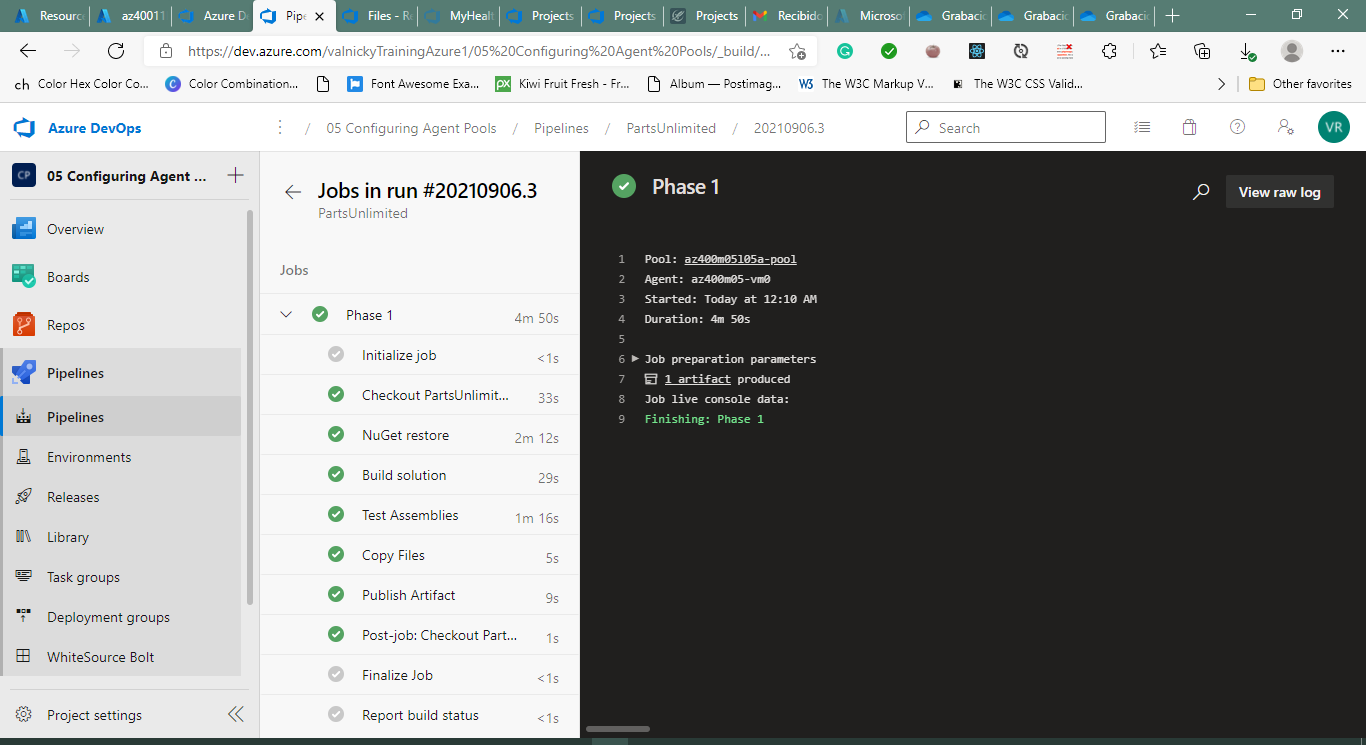 Resourc
az40011
Azure D
Pipe
Files - R
MyHealt
Projects
Projects
Projects
Recibido
Microso
Grabacio
Grabacio
Grabacio
https://dev.azure.com/valnickyTrainingAzure1/05%20Configuring%20Agent%20Pools/_build/...
ch Color Hex Color Co...
C Color Combination...
Font Awesome Exa...
px Kiwi Fruit Fresh - Fr...
Album — Postimag...
W3 The W3C Markup V...
The W3C CSS Valid...
Other favorites
Azure DevOps
/ 05 Configuring Agent Pools / Pipelines / PartsUnlimited / 20210906.3
Search
VR
CP 05 Configuring Agent ...
Overview
Boards
Repos
Pipelines
Pipelines
Environments
Releases
Library
Task groups
Deployment groups
WhiteSource Bolt
Project settings
Jobs in run #20210906.3
PartsUnlimited
Jobs
Phase 1 4m 50s
Initialize job <1s
Checkout PartsUnlimit... 33s
NuGet restore 2m 12s
Build solution 29s
Test Assemblies 1m 16s
Copy Files 5s
Publish Artifact 9s
Post-job: Checkout Part... 1s
Finalize Job <1s
Report build status <1s
Phase 1
View raw log
1 Pool: az400m05l05a-pool
2 Agent: az400m05-vm0
3 Started: Today at 12:10 AM
4 Duration: 4m 50s
5
6 Job preparation parameters
7 1 artifact produced
8 Job live console data:
9 Finishing: Phase 1